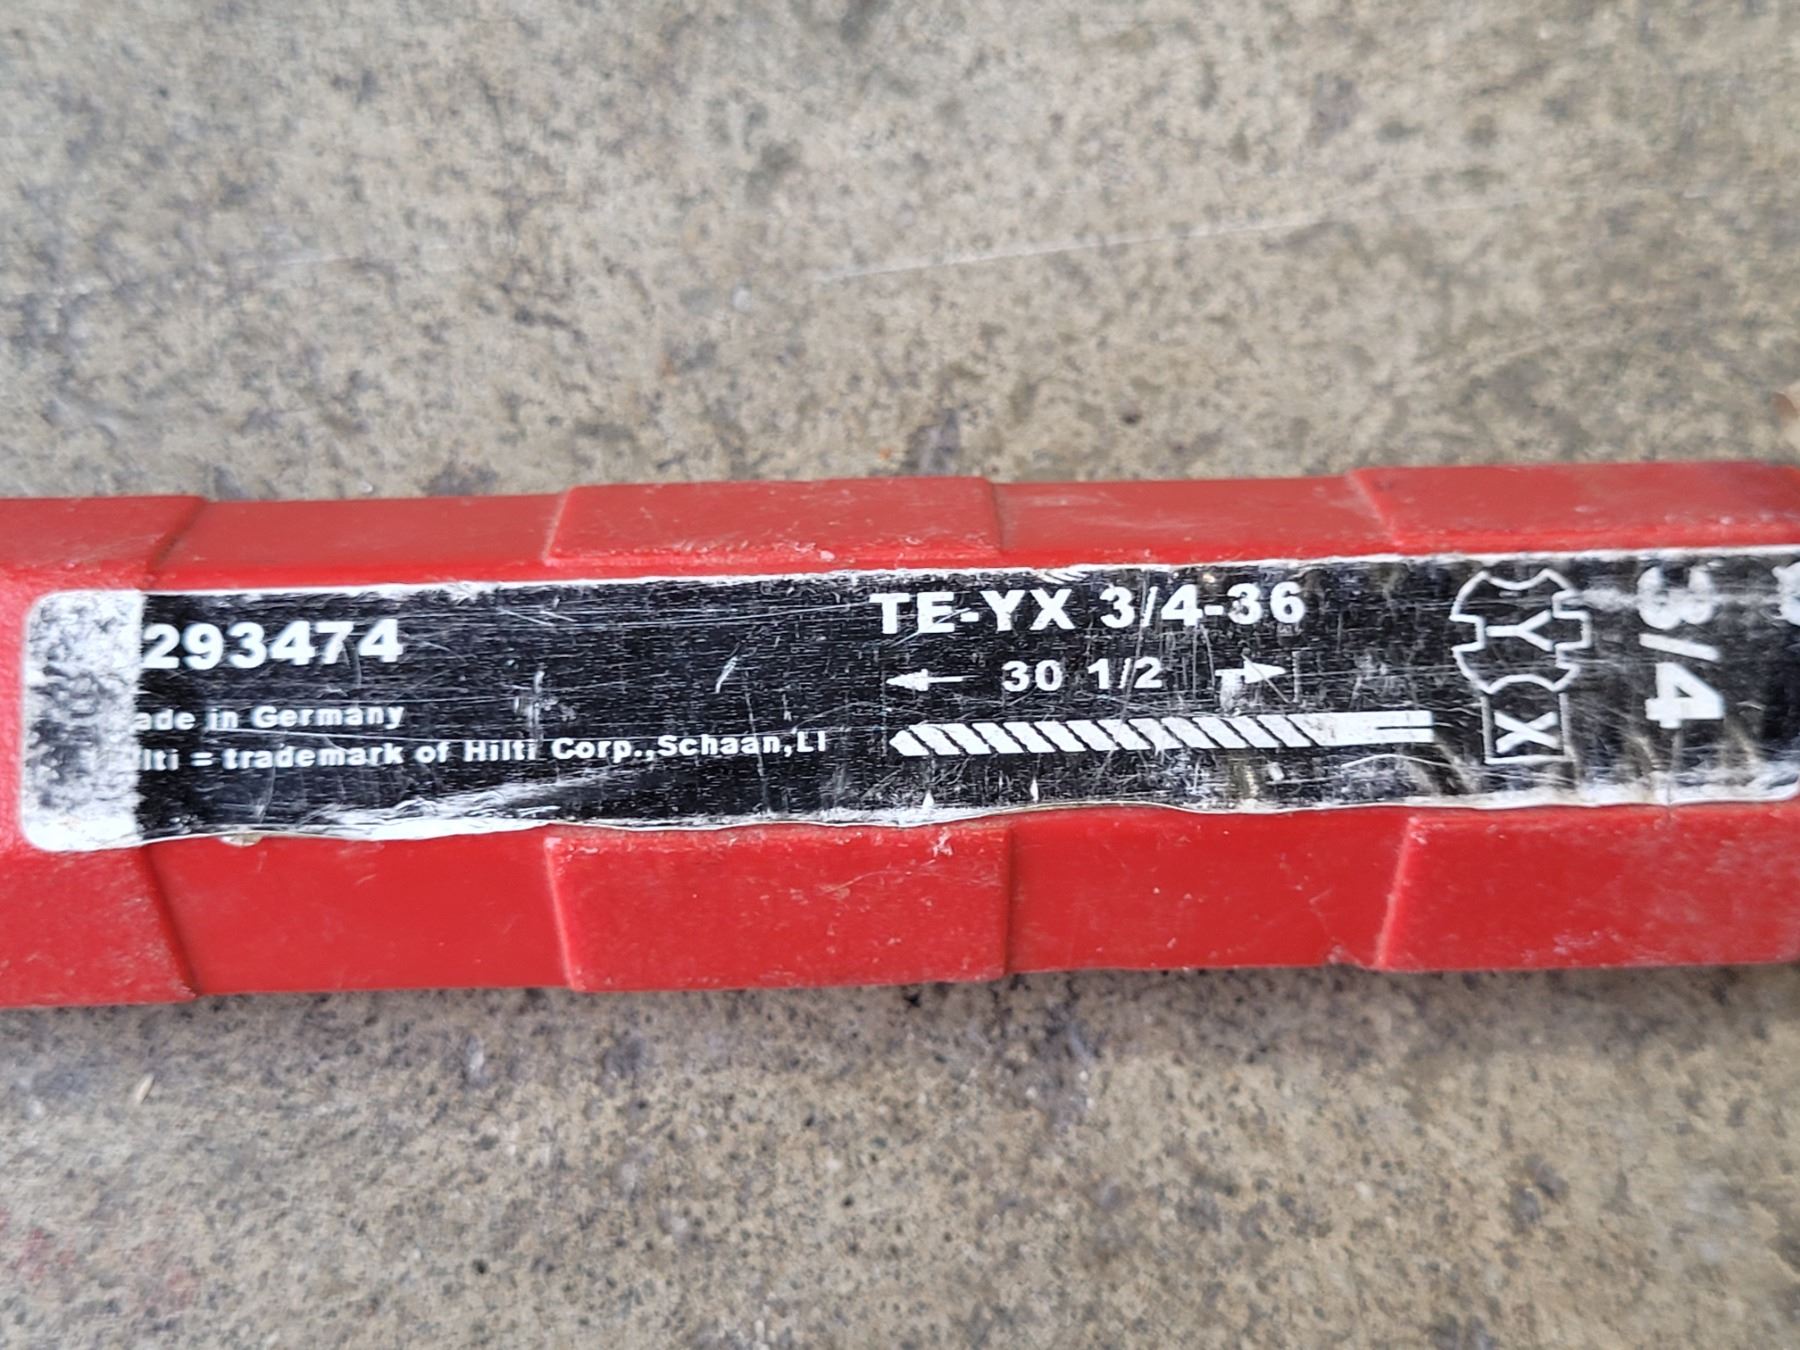 293474
ade in Germany
lti = trademark of Hilti Corp.,Schaan,LI
TE-YX 3/4-36
30 1/2
Y
X
3/4